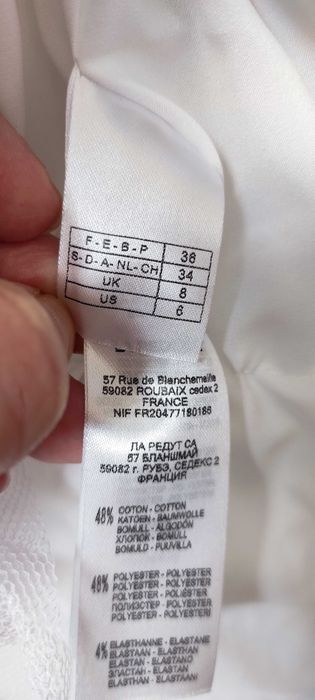 F - E - B - P 36
S - D - A - NL - CH 34
UK 8
US 6
57 Rue de Blanchemaille
59082 ROUBAIX cedex 2
FRANCE
NIF FR20477180186
ЛА РЕДУТ СА
57 БЛАНШМАЙ
59082 г. РУБЭ, СЕДЕКС 2
ФРАНЦИЯ
48% COTON - COTTON
KATOEN - BAUMWOLLE
BOMULL - ALGODÓN
ХЛОПОК - BOMULL
BOMULD - PUUVILLA
48% POLYESTER - POLYESTER
POLYESTER - POLYESTER
POLYESTER - POLIÉSTER
ПОЛИЭСТЕР - POLYESTER
POLYESTER - POLYESTERI
4% ELASTHANNE - ELASTANE
ELASTAAN - ELASTHAN
ELASTAN - ELASTANO
ЭЛАСТАН - ELASTAN
ELASTHAN - ELASTAANI